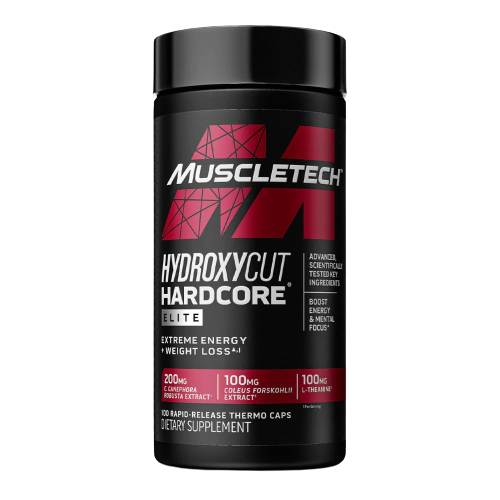 MUSCLETECH
HYDROXYCUT
HARDCORE®
ELITE
EXTREME ENERGY
+ WEIGHT LOSS
ADVANCED,
SCIENTIFICALLY
TESTED KEY
INGREDIENTS
BOOST
ENERGY
& MENTAL
FOCUS
200MG
C. CANEPHORA
ROBUSTA EXTRACT
100MG
COLEUS FORSKOHLII
EXTRACT
100MG
L-THEANINE
100 RAPID-RELEASE THERMO CAPS
DIETARY SUPPLEMENT